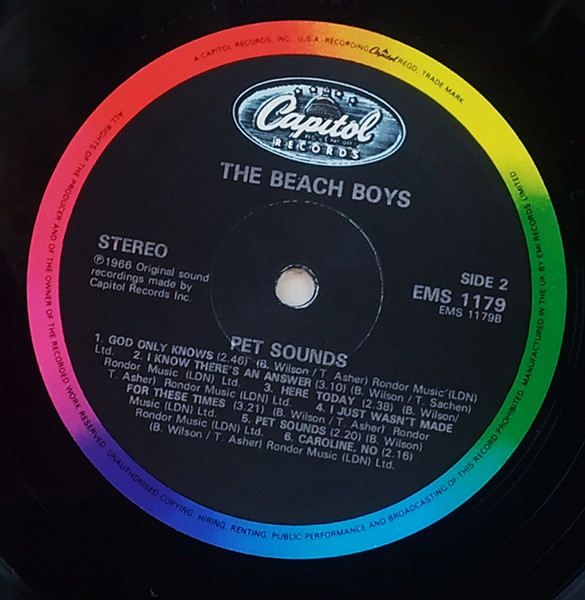 A CAPITOL RECORDS, INC. U.S.A. RECORDING Capitol REGD. TRADE MARK
Capitol
RECORDS
THE BEACH BOYS
STEREO
℗1966 Original sound
recordings made by
Capitol Records Inc.
SIDE 2
EMS 1179
EMS 1179B
PET SOUNDS
1. GOD ONLY KNOWS (2.46) (B. Wilson / T. Asher) Rondor Music (LDN)
Ltd. 2. I KNOW THERE'S AN ANSWER (3.10) (B. Wilson / T. Sachen)
Rondor Music (LDN) Ltd. 3. HERE TODAY (2.38) (B. Wilson/
T. Asher) Rondor Music (LDN) Ltd. 4. I JUST WASN'T MADE
FOR THESE TIMES (3.21) (B. Wilson / T. Asher) Rondor
Music (LDN) Ltd. 5. PET SOUNDS (2.20) (B. Wilson)
Rondor Music (LDN) Ltd. 6. CAROLINE, NO (2.16)
(B. Wilson / T. Asher) Rondor Music (LDN) Ltd.
ALL RIGHTS OF THE PRODUCER AND OF THE OWNER OF THE RECORDED WORK RESERVED. UNAUTHORISED COPYING, HIRING, RENTING, PUBLIC PERFORMANCE AND BROADCASTING OF THIS RECORD PROHIBITED. MANUFACTURED IN THE UK BY EMI RECORDS LIMITED